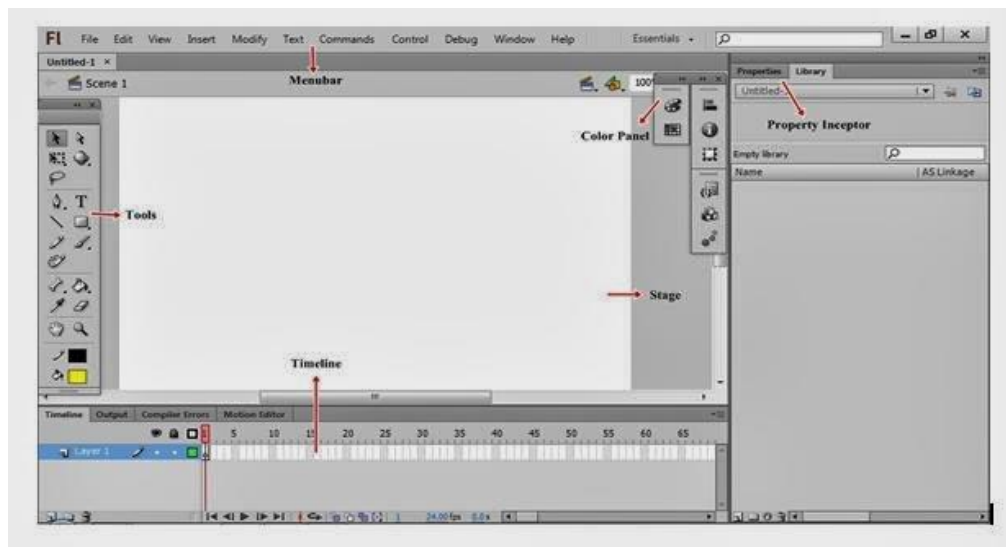 Fl File Edit View Insert Modify Text Commands Control Debug Window Help Essentials
Untitled-1 ×
Scene 1
Menubar
100
Properties Library
Untitled-
Color Panel
Property Inceptor
Empty library
Name AS Linkage
T
Tools
Stage
Timeline
Timeline Output Compiler Errors Motion Editor
5 10 15 20 25 30 35 40 45 50 55 60 65
Layer 1
1 24.00 fps 0.0 s